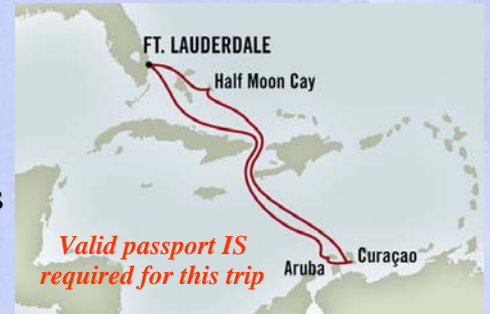 FT. LAUDERDALE
Half Moon Cay
s
Valid passport IS
required for this trip
Aruba
Curaçao